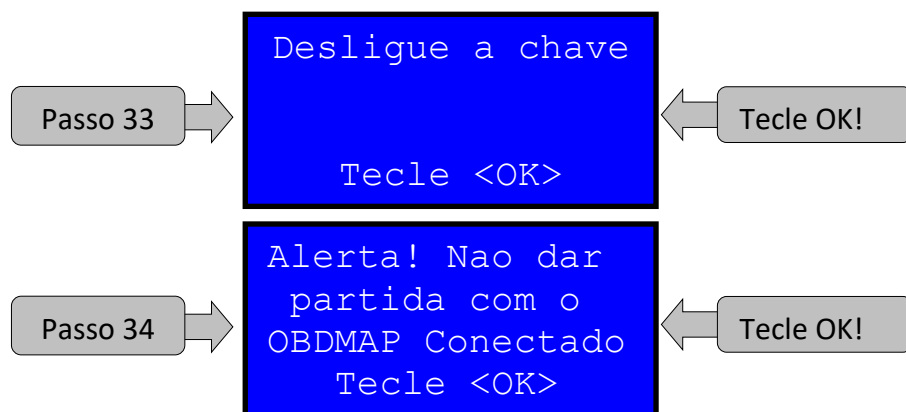 Desligue a chave
Passo 33
Tecle OK!
Tecle <OK>
Alerta! Nao dar
partida com o
Passo 34
Tecle OK!
OBDMAP Conectado
Tecle <OK>